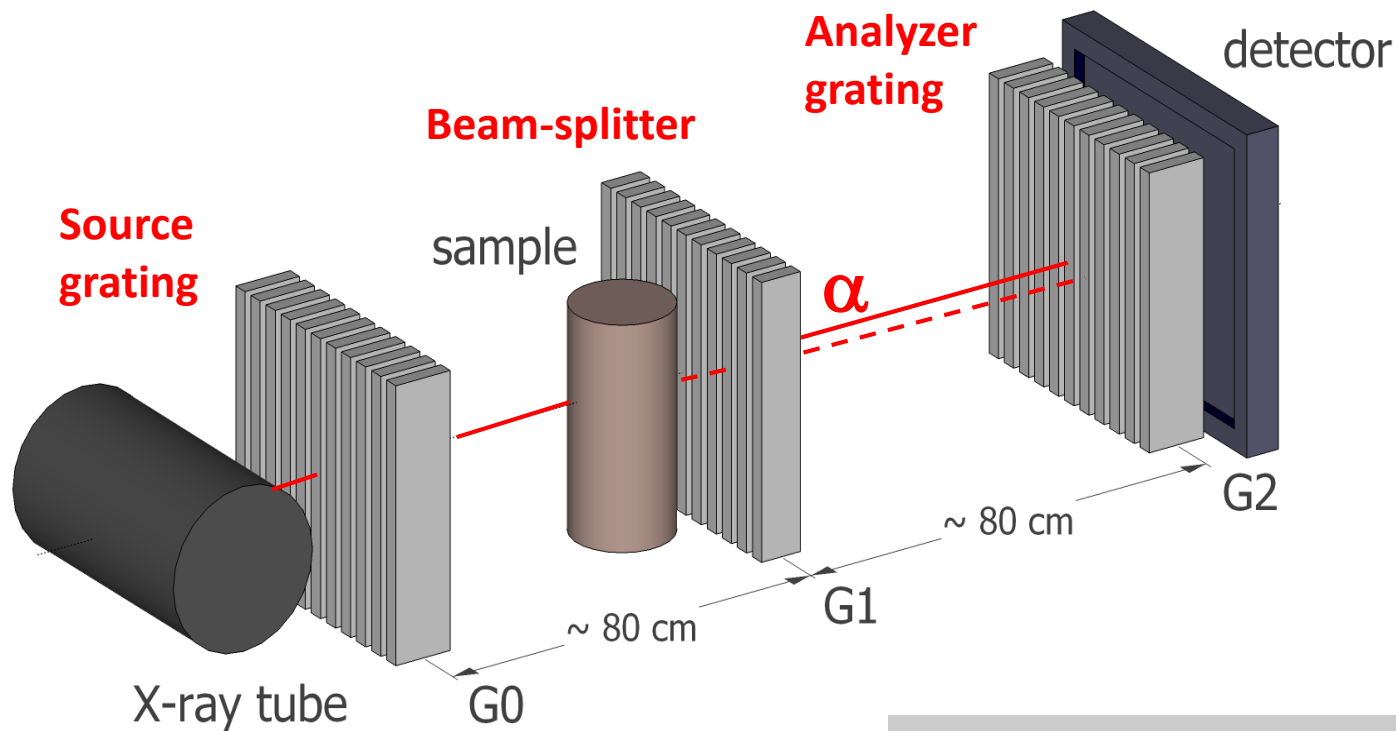 Analyzer
grating
detector
Beam-splitter
Source
grating
sample
α
G2
~ 80 cm
G1
~ 80 cm
G0
X-ray tube